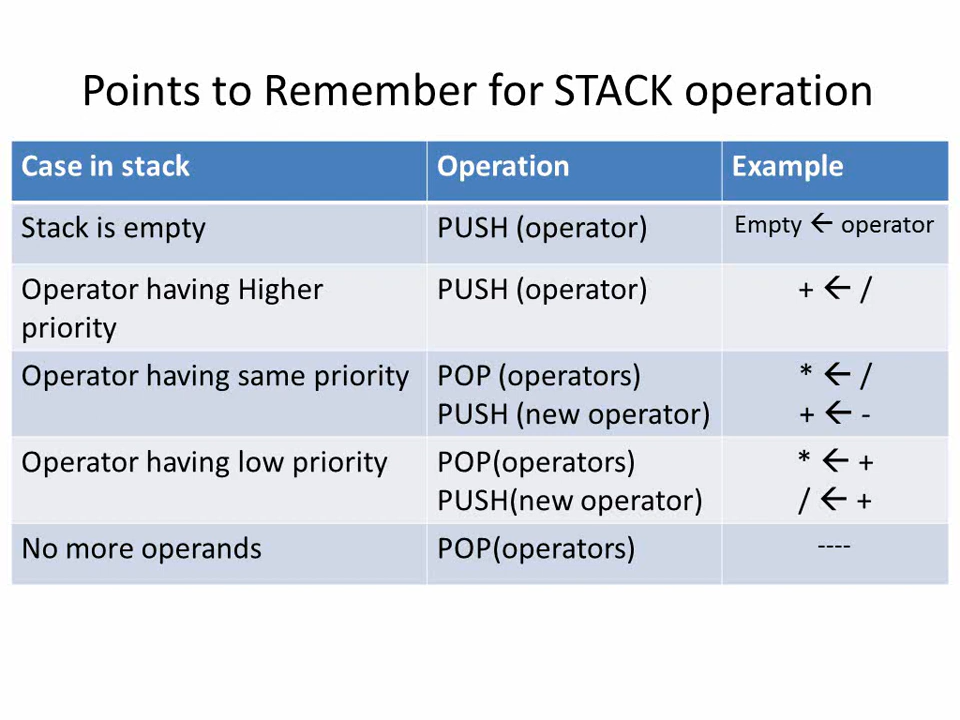 Points to Remember for STACK operation
Case in stack Operation Example
Stack is empty PUSH (operator) Empty ← operator
Operator having Higher PUSH (operator) + ← /
priority
Operator having same priority POP (operators) * ← /
PUSH (new operator) + ← -
Operator having low priority POP(operators) * ← +
PUSH(new operator) / ← +
No more operands POP(operators) ----